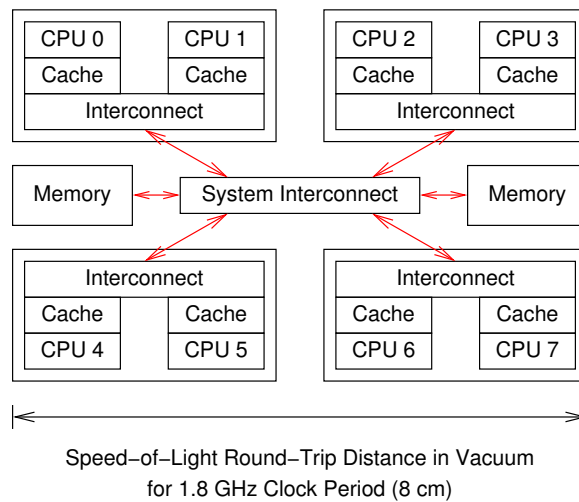 CPU 0
CPU 1
Cache
Cache
Interconnect
CPU 2
CPU 3
Cache
Cache
Interconnect
Memory
System Interconnect
Memory
Interconnect
Cache
Cache
CPU 4
CPU 5
Interconnect
Cache
Cache
CPU 6
CPU 7
Speed−of−Light Round−Trip Distance in Vacuum
for 1.8 GHz Clock Period (8 cm)